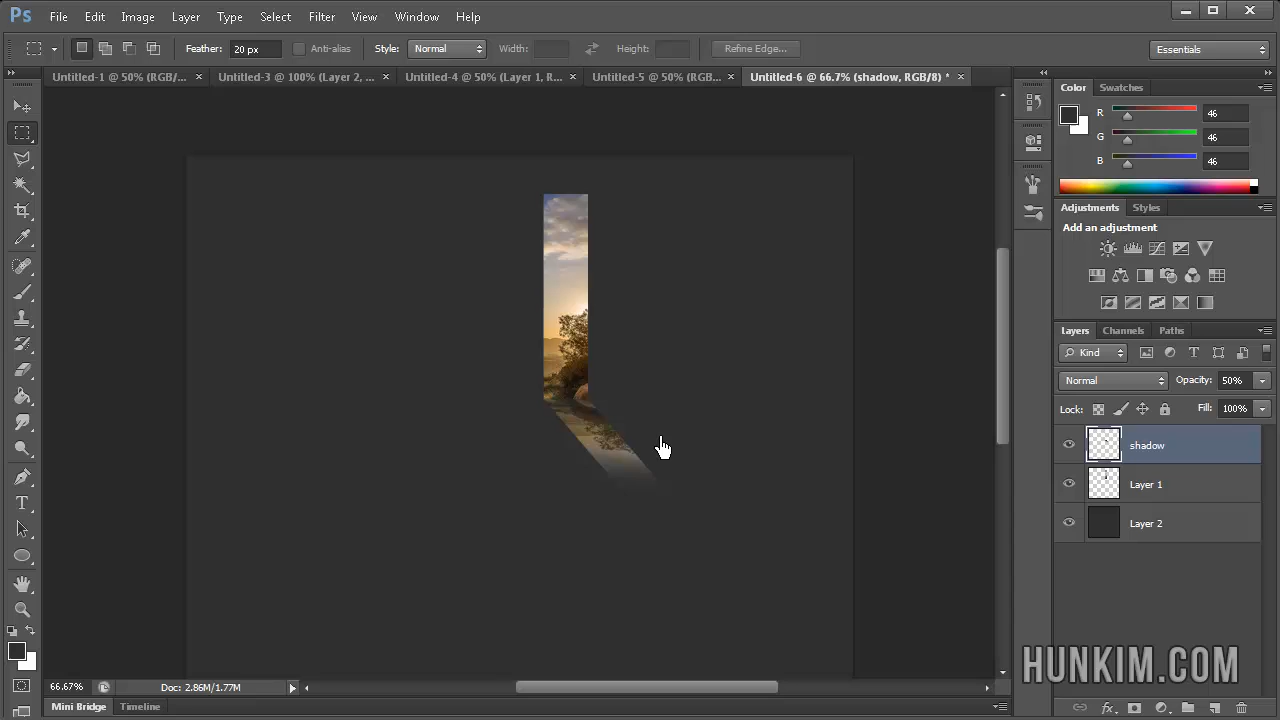 Ps File Edit Image Layer Type Select Filter View Window Help
Feather: 20 px Anti-alias Style: Normal Width: Height: Refine Edge... Essentials
Untitled-1 @ 50% (RGB/... × Untitled-3 @ 100% (Layer 2, ... × Untitled-4 @ 50% (Layer 1, R... × Untitled-5 @ 50% (RGB... × Untitled-6 @ 66.7% (shadow, RGB/8) * ×
Color Swatches
R 46
G 46
B 46
Adjustments Styles
Add an adjustment
Layers Channels Paths
Kind
Normal Opacity: 50%
Lock: Fill: 100%
shadow
Layer 1
Layer 2
HUNKIM.COM
66.67% Doc: 2.86M/1.77M
Mini Bridge Timeline